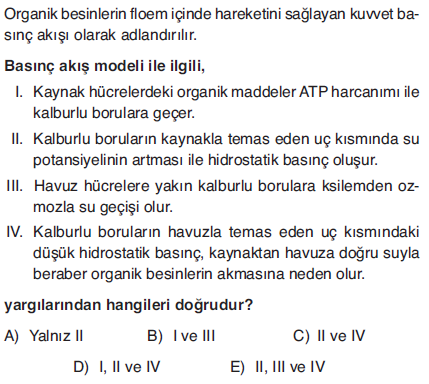 Organik besinlerin floem içinde hareketini sağlayan kuvvet ba-
sınç akışı olarak adlandırılır.
Basınç akış modeli ile ilgili,
I. Kaynak hücrelerdeki organik maddeler ATP harcanımı ile
kalburlu borulara geçer.
II. Kalburlu boruların kaynakla temas eden uç kısmında su
potansiyelinin artması ile hidrostatik basınç oluşur.
III. Havuz hücrelere yakın kalburlu borulara ksilemden oz-
mozla su geçişi olur.
IV. Kalburlu boruların havuzla temas eden uç kısmındaki
düşük hidrostatik basınç, kaynaktan havuza doğru suyla
beraber organik besinlerin akmasına neden olur.
yargılarından hangileri doğrudur?
A) Yalnız II B) I ve III C) II ve IV
D) I, II ve IV E) II, III ve IV